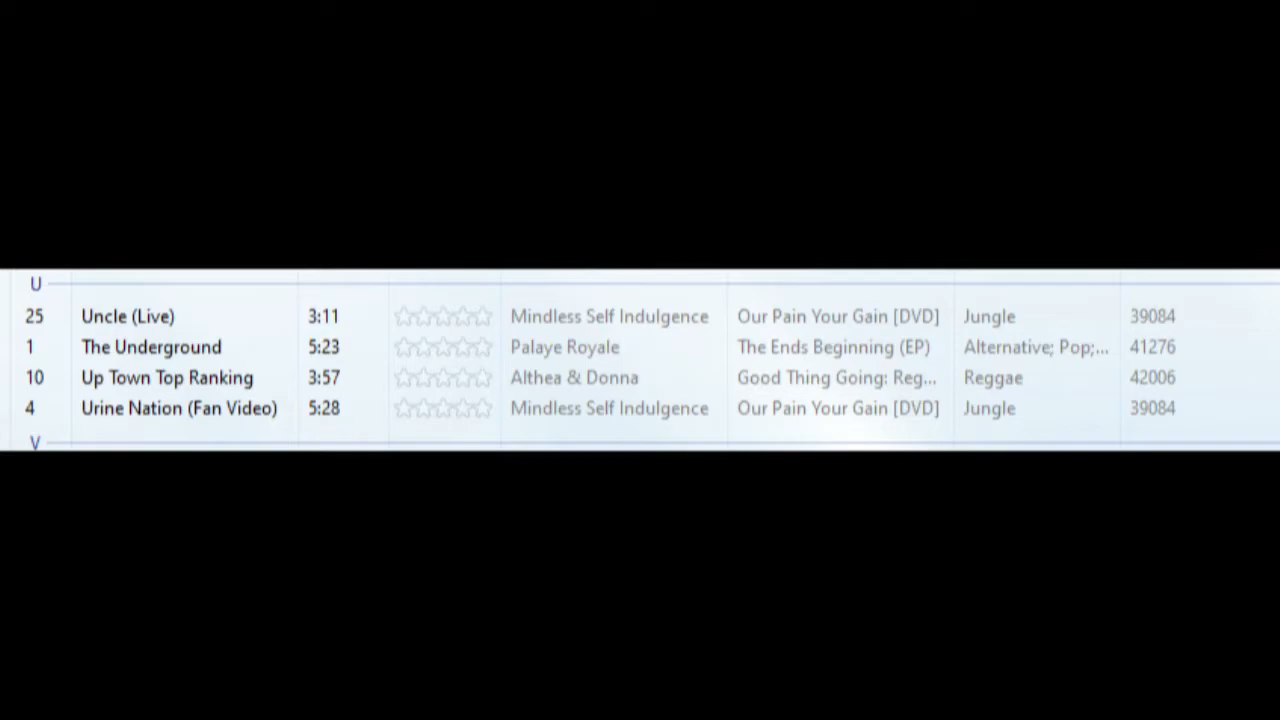 U
25 Uncle (Live) 3:11 Mindless Self Indulgence Our Pain Your Gain [DVD] Jungle 39084
1 The Underground 5:23 Palaye Royale The Ends Beginning (EP) Alternative; Pop;... 41276
10 Up Town Top Ranking 3:57 Althea & Donna Good Thing Going: Reg... Reggae 42006
4 Urine Nation (Fan Video) 5:28 Mindless Self Indulgence Our Pain Your Gain [DVD] Jungle 39084
V